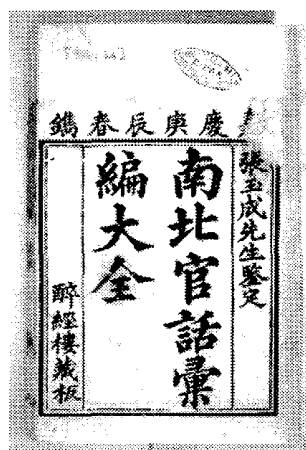 慶庚辰春鐫
張玉成先生鑒定
南北官話彙
編大全
醉經樓藏板